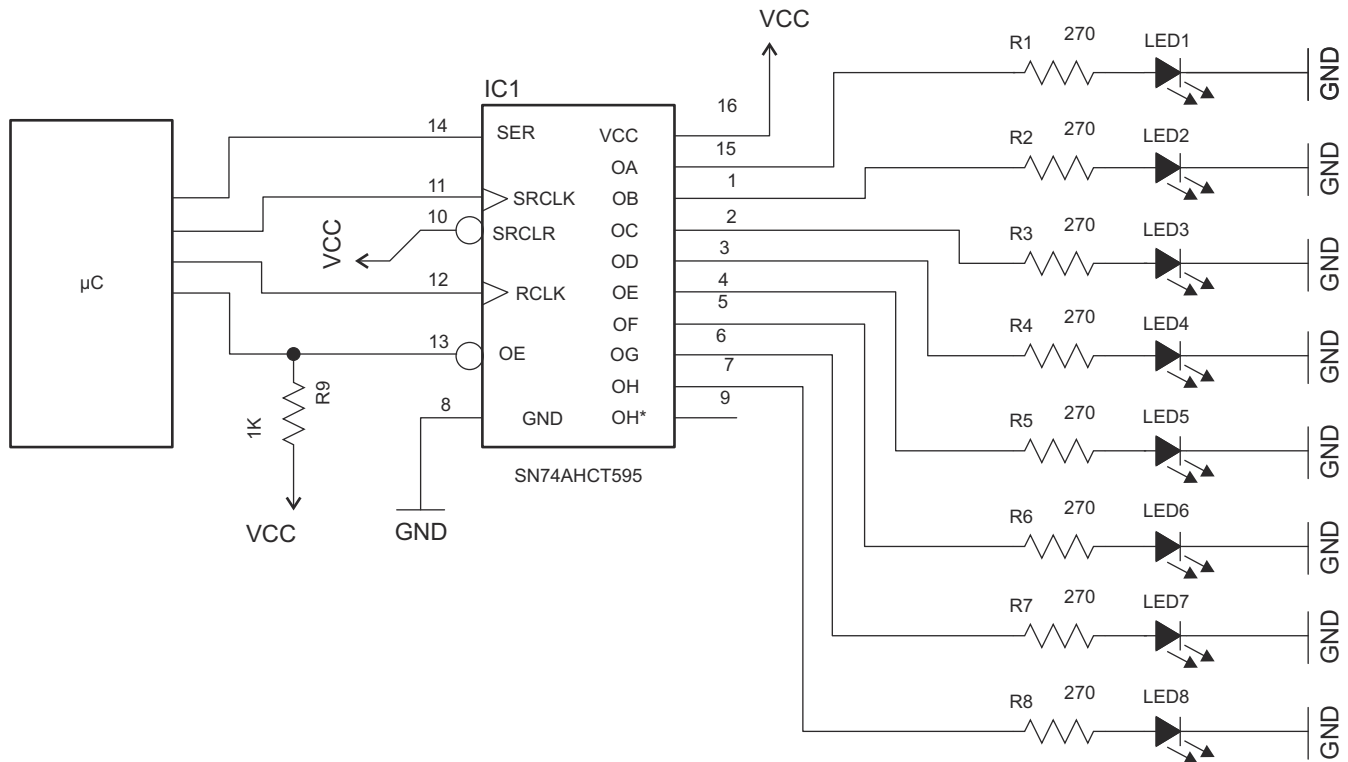 VCC
IC1
SN74AHCT595
µC
14 SER
11 SRCLK
10 SRCLR
12 RCLK
13 OE
8 GND
VCC
1K R9
VCC
GND
16 VCC
15 OA
1 OB
2 OC
3 OD
4 OE
5 OF
6 OG
7 OH
9 OH*
R1 270 LED1 GND
R2 270 LED2 GND
R3 270 LED3 GND
R4 270 LED4 GND
R5 270 LED5 GND
R6 270 LED6 GND
R7 270 LED7 GND
R8 270 LED8 GND